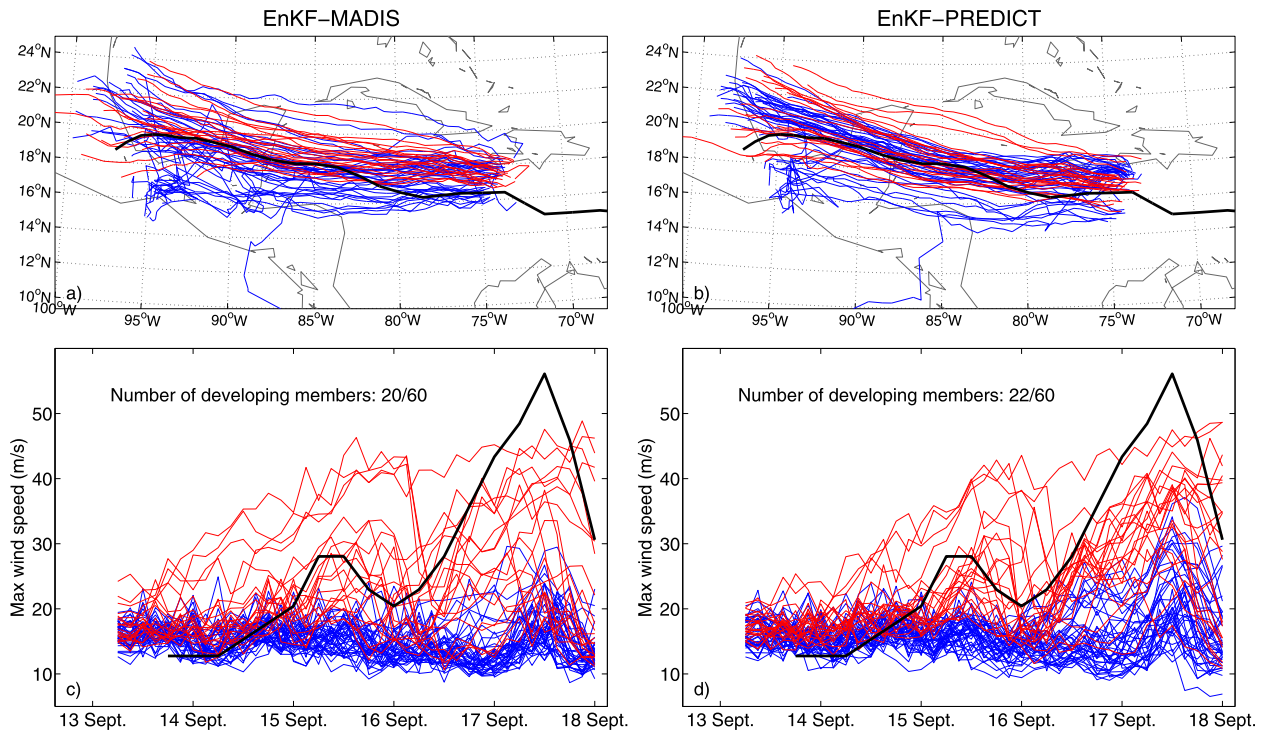 EnKF−MADIS
EnKF−PREDICT
24°N
22°N
20°N
18°N
16°N
14°N
12°N
10°N
100°W
a)
95°W
90°W
85°W
80°W
75°W
70°W
24°N
22°N
20°N
18°N
16°N
14°N
12°N
10°N
100°W
b)
95°W
90°W
85°W
80°W
75°W
70°W
Number of developing members: 20/60
Max wind speed (m/s)
50
40
30
20
10
c)
13 Sept.
14 Sept.
15 Sept.
16 Sept.
17 Sept.
18 Sept.
Number of developing members: 22/60
Max wind speed (m/s)
50
40
30
20
10
d)
13 Sept.
14 Sept.
15 Sept.
16 Sept.
17 Sept.
18 Sept.